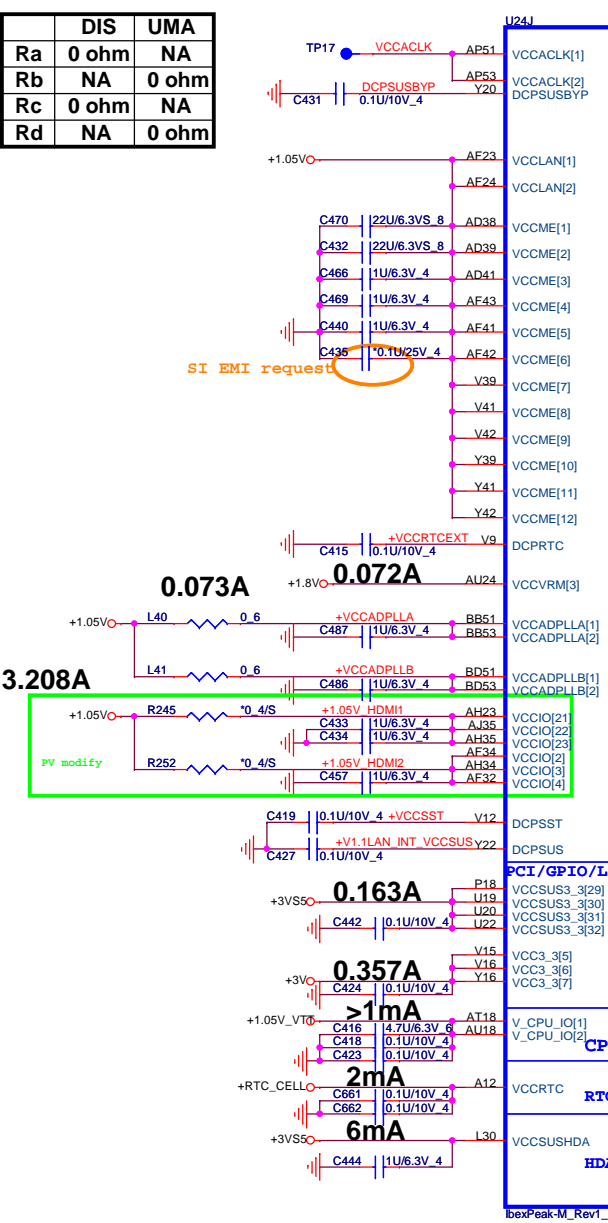 DIS UMA
Ra 0 ohm NA
Rb NA 0 ohm
Rc 0 ohm NA
Rd NA 0 ohm
U24J
TP17 VCCACLK AP51 VCCACLK[1]
AP53 VCCACLK[2]
C431 DCPSUSBYP 0.1U/10V_4 Y20 DCPSUSBYP
+1.05V AF23 VCCLAN[1]
AF24 VCCLAN[2]
C470 22U/6.3VS_8 AD38 VCCME[1]
C432 22U/6.3VS_8 AD39 VCCME[2]
C466 1U/6.3V_4 AD41 VCCME[3]
C469 1U/6.3V_4 AF43 VCCME[4]
C440 1U/6.3V_4 AF41 VCCME[5]
C435 *0.1U/25V_4 AF42 VCCME[6]
SI EMI request
V39 VCCME[7]
V41 VCCME[8]
V42 VCCME[9]
Y39 VCCME[10]
Y41 VCCME[11]
Y42 VCCME[12]
C415 +VCCRTCEXT 0.1U/10V_4 V9 DCPRTC
0.073A
+1.8V 0.072A AU24 VCCVRM[3]
+1.05V L40 0_6 +VCCADPLLA BB51 VCCADPLLA[1]
C487 1U/6.3V_4 BB53 VCCADPLLA[2]
L41 0_6 +VCCADPLLB BD51 VCCADPLLB[1]
3.208A C486 1U/6.3V_4 BD53 VCCADPLLB[2]
+1.05V R245 *0_4/S +1.05V_HDMI1 AH23 VCCIO[21]
C433 1U/6.3V_4 AJ35 VCCIO[22]
C434 1U/6.3V_4 AH35 VCCIO[23]
AF34 VCCIO[2]
PV modify R252 *0_4/S +1.05V_HDMI2 AH34 VCCIO[3]
C457 1U/6.3V_4 AF32 VCCIO[4]
C419 0.1U/10V_4 +VCCSST V12 DCPSST
C427 +V1.1LAN_INT_VCCSUS 0.1U/10V_4 Y22 DCPSUS
PCI/GPIO/L
P18 VCCSUS3_3[29]
+3VS5 0.163A U19 VCCSUS3_3[30]
U20 VCCSUS3_3[31]
C442 0.1U/10V_4 U22 VCCSUS3_3[32]
V15 VCC3_3[5]
V16 VCC3_3[6]
+3V 0.357A Y16 VCC3_3[7]
C424 0.1U/10V_4
>1mA
+1.05V_VTT AT18 V_CPU_IO[1]
C416 4.7U/6.3V_6 AU18 V_CPU_IO[2]
C418 0.1U/10V_4 CP
C423 0.1U/10V_4
+RTC_CELL 2mA A12 VCCRTC
C661 0.1U/10V_4 RTC
C662 0.1U/10V_4
+3VS5 6mA L30 VCCSUSHDA
C444 1U/6.3V_4
IbexPeak-M_Rev1_